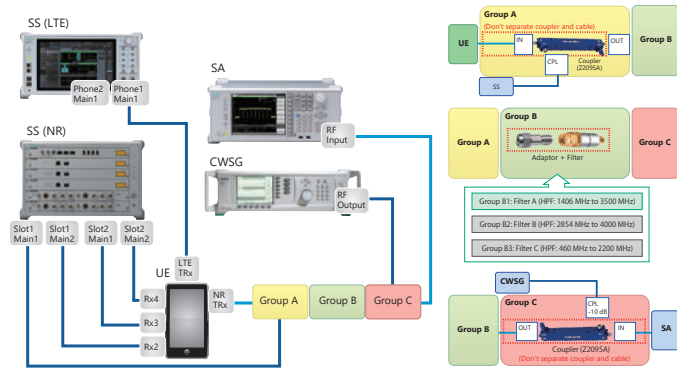 SS (LTE)
Phone2
Main1
Phone1
Main1
SA
RF
Input
SS (NR)
CWSG
RF
Output
Slot1
Main1
Slot1
Main2
Slot2
Main1
Slot2
Main2
UE
LTE
TRx
NR
TRx
Rx4
Rx3
Rx2
Group A
Group B
Group C
Group A
(Don't separate coupler and cable)
UE
IN
OUT
Group B
CPL
Coupler
(Z2095A)
SS
Group B
Group A
Group C
Adaptor + Filter
Group B1: Filter A (HPF: 1406 MHz to 3500 MHz)
Group B2: Filter B (HPF: 2854 MHz to 4000 MHz)
Group B3: Filter C (HPF: 460 MHz to 2200 MHz)
CWSG
Group C
CPL
-10 dB
Group B
OUT
IN
SA
Coupler (Z2095A)
(Don't separate coupler and cable)